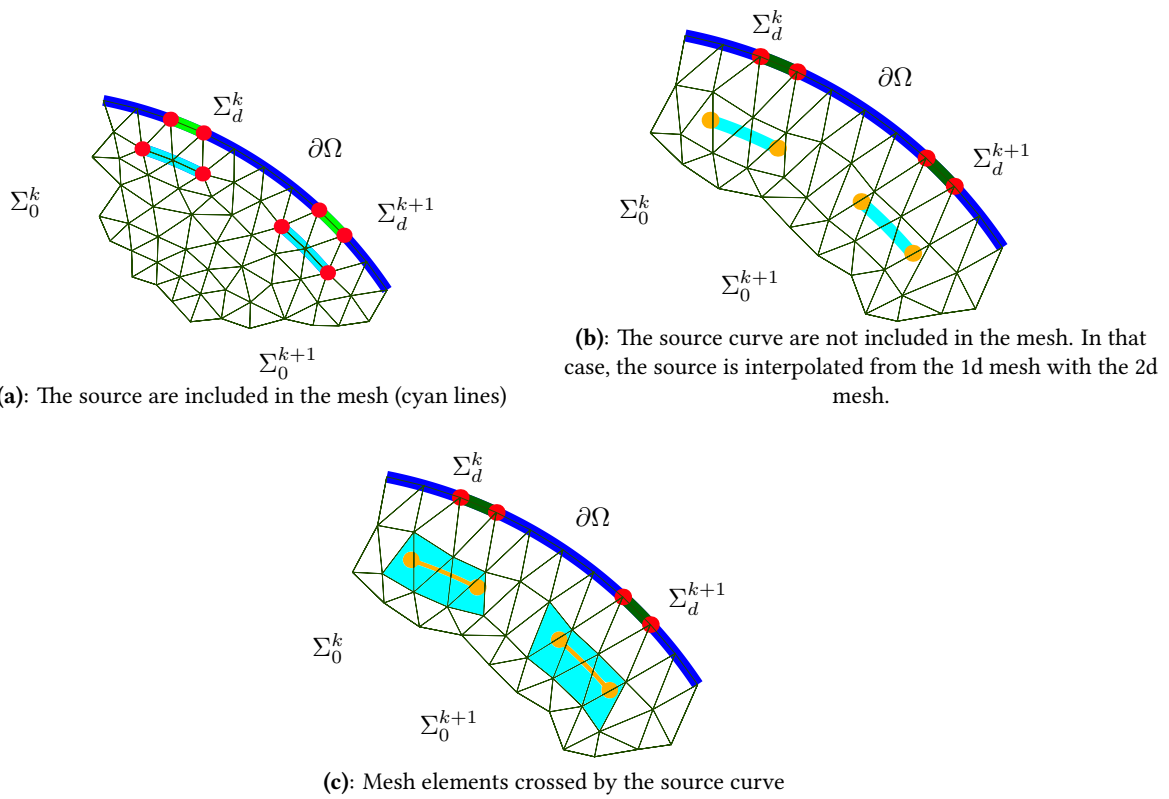 Σ_d^k
∂Ω
Σ_0^k
Σ_d^{k+1}
Σ_0^{k+1}
(a): The source are included in the mesh (cyan lines)
Σ_d^k
∂Ω
Σ_d^{k+1}
Σ_0^k
Σ_0^{k+1}
(b): The source curve are not included in the mesh. In that
case, the source is interpolated from the 1d mesh with the 2d
mesh.
Σ_d^k
∂Ω
Σ_d^{k+1}
Σ_0^k
Σ_0^{k+1}
(c): Mesh elements crossed by the source curve